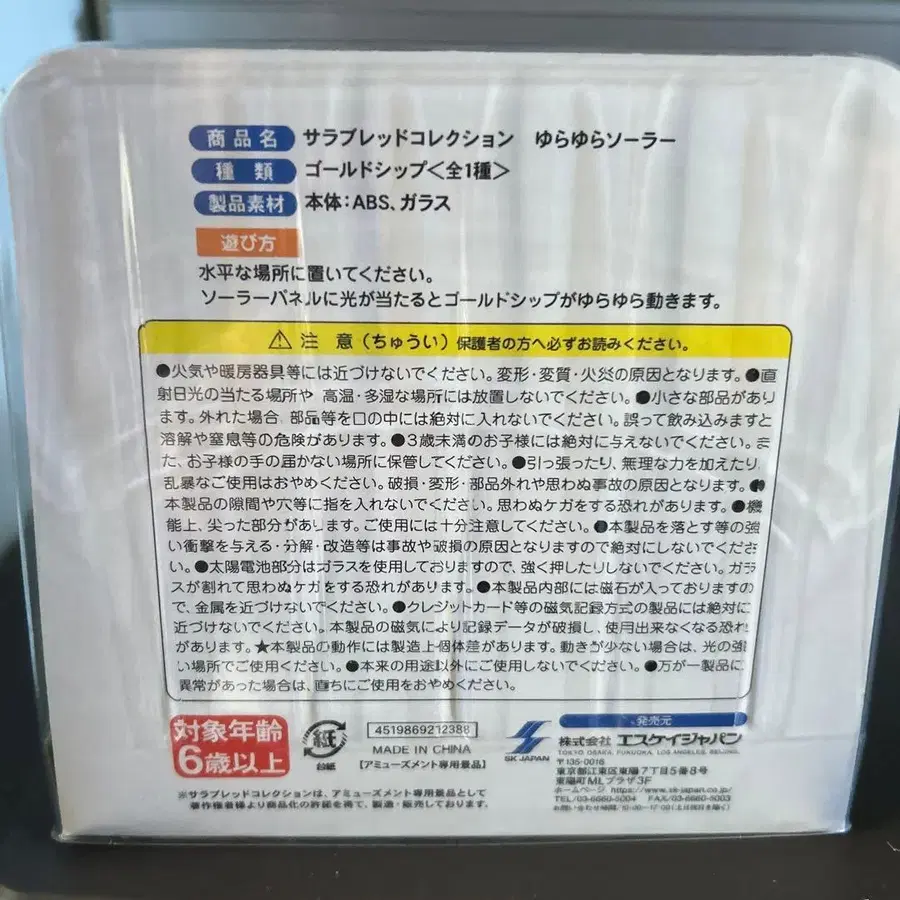 商品名 サラブレッドコレクション ゆらゆらソーラー
種類 ゴールドシップ<全1種>
製品素材 本体:ABS、ガラス
遊び方
水平な場所に置いてください。
ソーラーパネルに光が当たるとゴールドシップがゆらゆら動きます。
⚠注 意(ちゅうい)保護者の方へ必ずお読みください。
●火気や暖房器具等には近づけないでください。変形・変質・火災の原因となります。●直
射日光の当たる場所や 高温・多湿な場所には放置しないでください。●小さな部品があり
ます。外れた場合、部品等を口の中には絶対に入れないでください。誤って飲み込みますと
溶解や窒息等の危険があります。●3歳未満のお子様には絶対に与えないでください。ま
た、お子様の手の届かない場所に保管してください。●引っ張ったり、無理な力を加えたり、
乱暴なご使用はおやめください。破損・変形・部品外れや思わぬ事故の原因となります。●
本製品の隙間や穴等に指を入れないでください。思わぬケガをする恐れがあります。●機
能上、尖った部分があります。ご使用には十分注意してください。●本製品を落とす等の強
い衝撃を与える・分解・改造等は事故や破損の原因となりますので絶対にしないでくださ
い。●太陽電池部分はガラスを使用しておりますので、強く押したりしないでください。ガラ
スが割れて思わぬケガをする恐れがあります。●本製品内部には磁石が入っておりますの
で、金属を近づけないでください。●クレジットカード等の磁気記録方式の製品には絶対に
近づけないでください。本製品の磁気により記録データが破損し、使用出来なくなる恐れ
があります。★本製品の動作には製造上個体差があります。動きが少ない場合は、光の強
い場所でご使用ください。●本来の用途以外にご使用しないでください。●万が一製品に
異常があった場合は、直ちにご使用をおやめください。
対象年齢
6歳以上
紙
台紙
4519869212388
MADE IN CHINA
【アミューズメント専用景品】
SK JAPAN
発売元
株式会社 エスケイジャパン
TOKYO, OSAKA, FUKUOKA, LOS ANGELES, BEIJING.
〒135-0016
東京都江東区東陽7丁目5番8号
東陽町MLプラザ3F
ホームページ https://www.sk-japan.co.jp/
TEL/03-6660-5004 FAX/03-6660-5003
お問い合わせ時間/10:00~17:00(土日祝日を除く)
※サラブレッドコレクションは、アミューズメント専用景品として
著作権者様より商品化の許諾を得て、製造・販売しております。